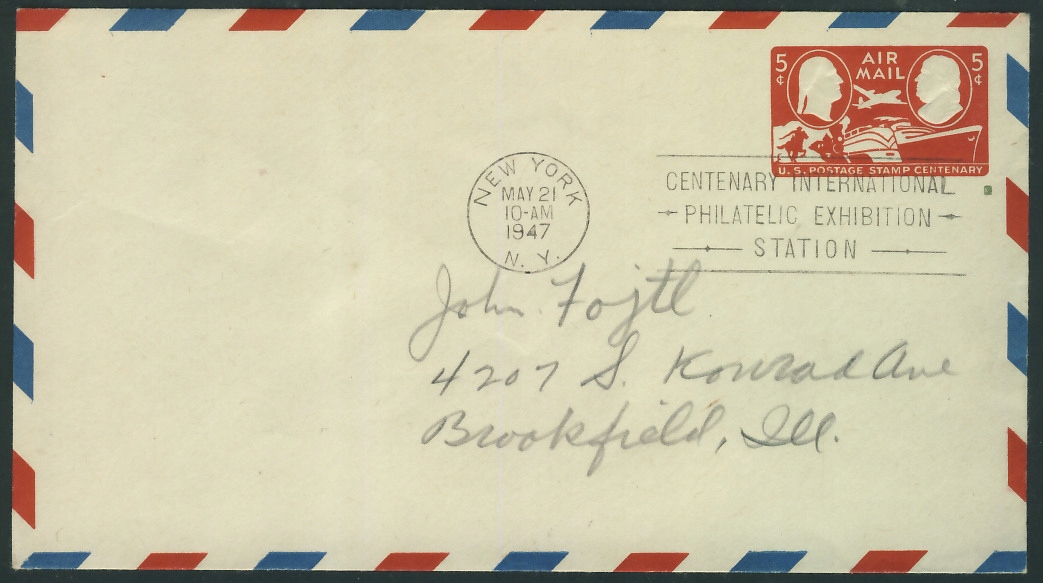 5¢ AIR MAIL 5¢
U.S. POSTAGE STAMP CENTENARY
NEW YORK
MAY 21
10-AM
1947
N. Y.
CENTENARY INTERNATIONAL
PHILATELIC EXHIBITION
STATION
John Fojtl
4207 S. Konrad Ave
Brookfield, Ill.